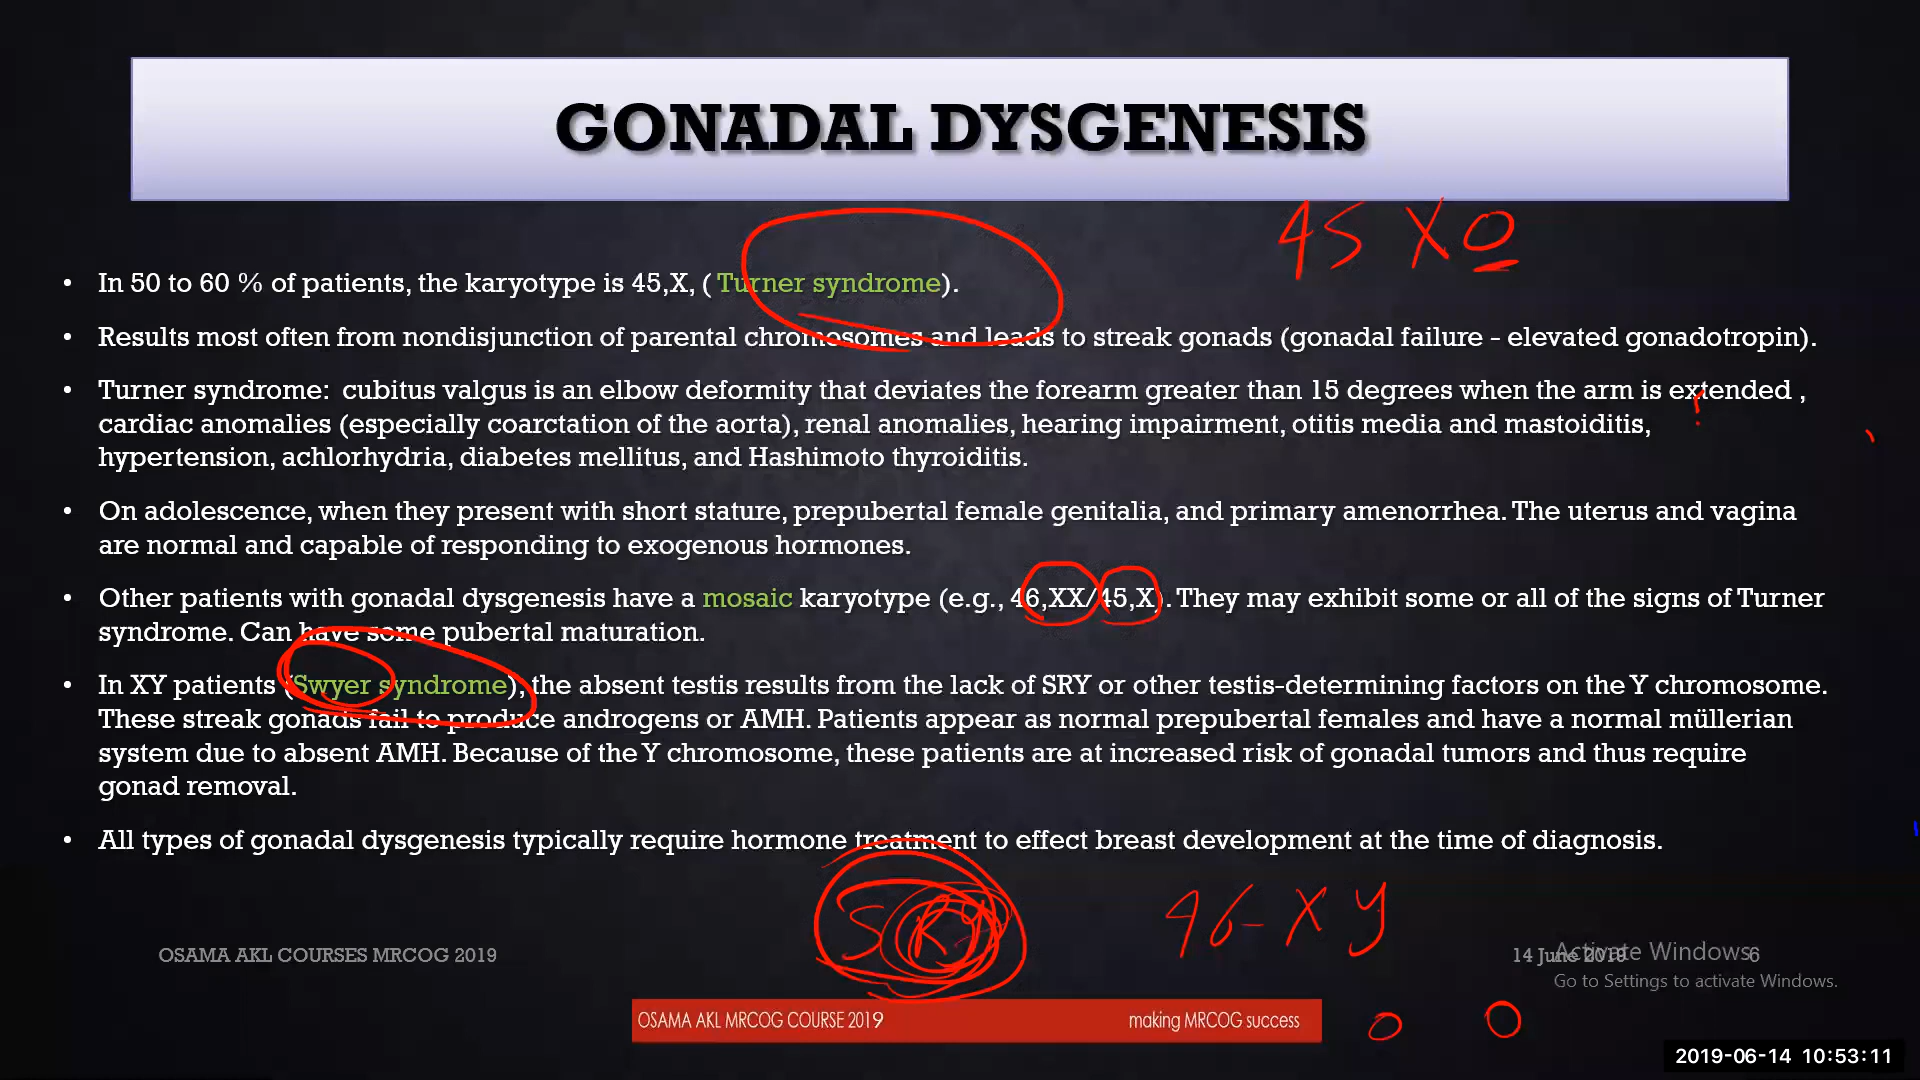 GONADAL DYSGENESIS
45 XO
• In 50 to 60 % of patients, the karyotype is 45,X, ( Turner syndrome).
• Results most often from nondisjunction of parental chromosomes and leads to streak gonads (gonadal failure - elevated gonadotropin).
• Turner syndrome: cubitus valgus is an elbow deformity that deviates the forearm greater than 15 degrees when the arm is extended ,
cardiac anomalies (especially coarctation of the aorta), renal anomalies, hearing impairment, otitis media and mastoiditis,
hypertension, achlorhydria, diabetes mellitus, and Hashimoto thyroiditis.
• On adolescence, when they present with short stature, prepubertal female genitalia, and primary amenorrhea. The uterus and vagina
are normal and capable of responding to exogenous hormones.
• Other patients with gonadal dysgenesis have a mosaic karyotype (e.g., 46,XX/45,X). They may exhibit some or all of the signs of Turner
syndrome. Can have some pubertal maturation.
• In XY patients (Swyer syndrome), the absent testis results from the lack of SRY or other testis-determining factors on the Y chromosome.
These streak gonads fail to produce androgens or AMH. Patients appear as normal prepubertal females and have a normal müllerian
system due to absent AMH. Because of the Y chromosome, these patients are at increased risk of gonadal tumors and thus require
gonad removal.
• All types of gonadal dysgenesis typically require hormone treatment to effect breast development at the time of diagnosis.
SRY
46-XY
OSAMA AKL COURSES MRCOG 2019
14 June 2019
6
Activate Windows
Go to Settings to activate Windows.
OSAMA AKL MRCOG COURSE 2019
making MRCOG success
2019-06-14 10:53:11